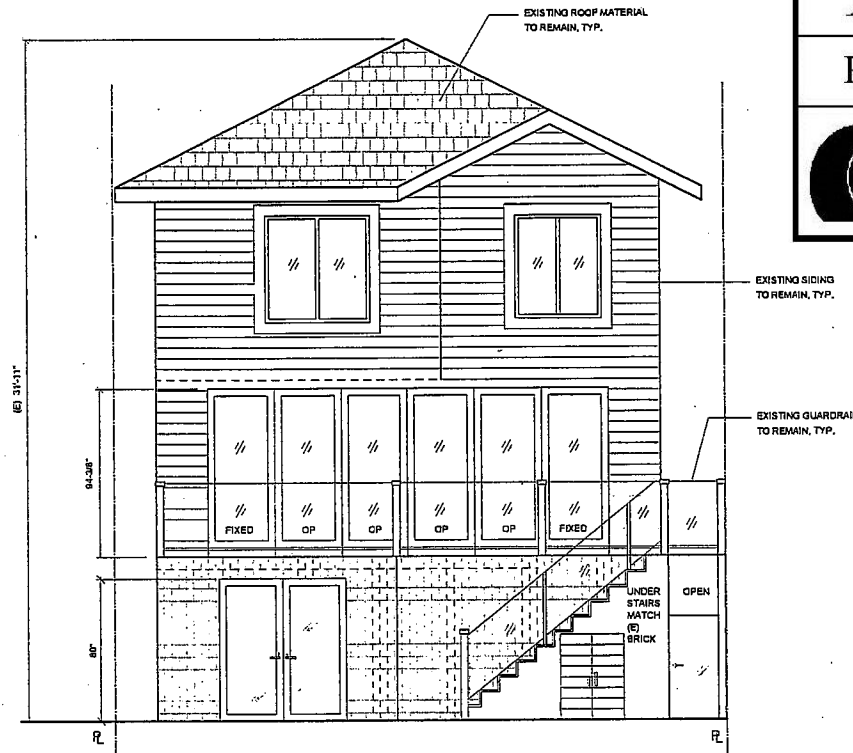 EXISTING ROOF MATERIAL
TO REMAIN, TYP.
EXISTING SIDING
TO REMAIN, TYP.
(E) 31'-11"
EXISTING GUARDRAI
TO REMAIN, TYP.
94-3/8"
FIXED OP OP OP OP FIXED
UNDER
STAIRS
MATCH
(E)
BRICK
OPEN
80"
PL
PL